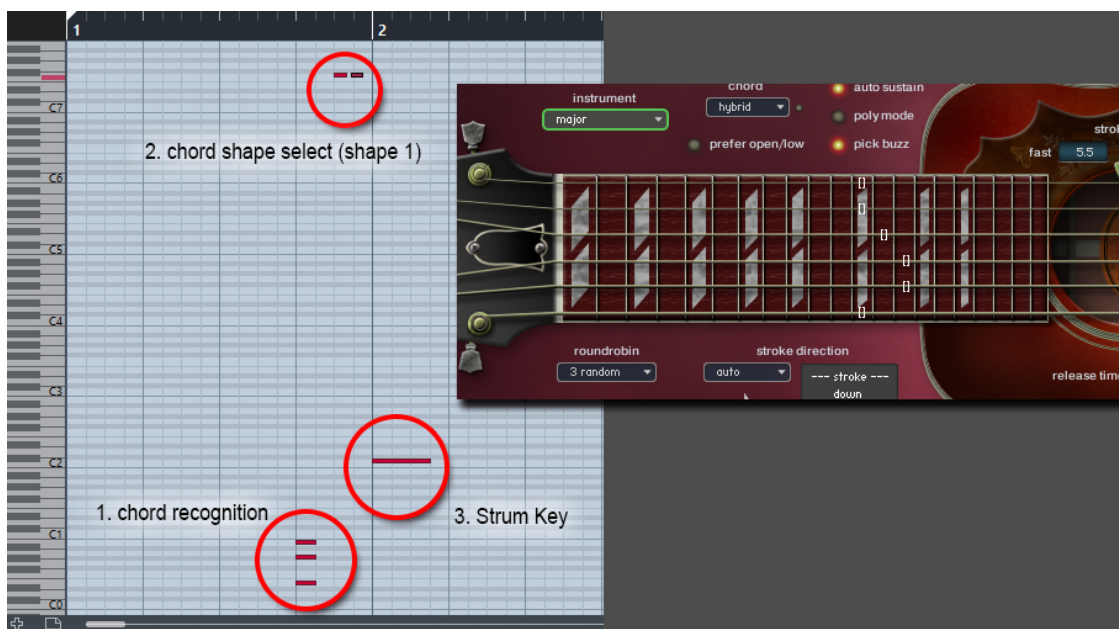 1
2
C7
2. chord shape select (shape 1)
C6
C5
C4
C3
C2
1. chord recognition
3. Strum Key
C1
C0
instrument
major
chord
hybrid
prefer open/low
auto sustain
poly mode
pick buzz
fast
5.5
[]
[]
[]
[]
[]
[]
roundrobin
3 random
stroke direction
auto
--- stroke ---
down